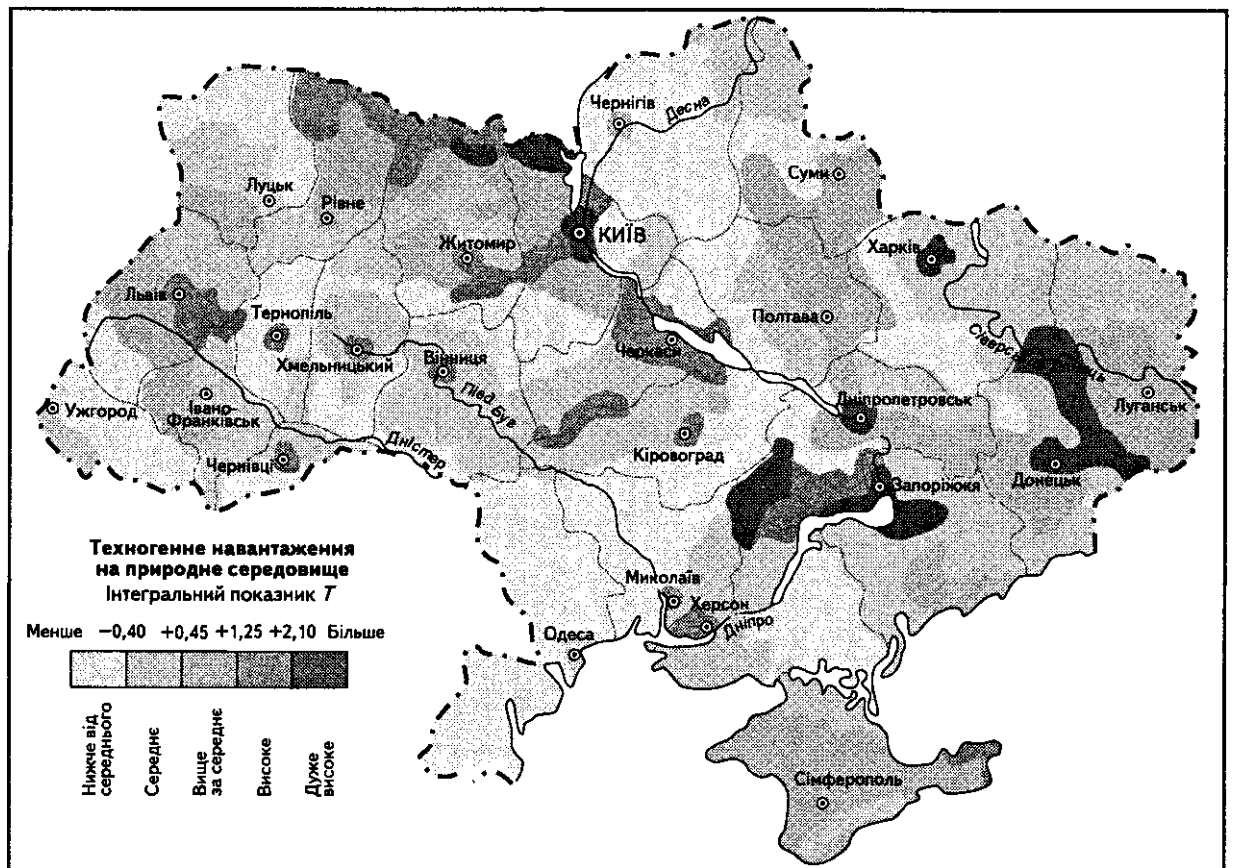 Чернігів
Десна
Суми
Луцьк
Рівне
КИЇВ
Житомир
Харків
Львів
Тернопіль
Полтава
Хмельницький
Вінниця
Черкаси
Сіверський Донець
Ужгород
Івано-
Франківськ
Півд Буг
Дніпропетровськ
Луганськ
Дністер
Чернівці
Кіровоград
Донецьк
Запоріжжя
Техногенне навантаження
на природне середовище
Інтегральний показник Т
Менше −0,40 +0,45 +1,25 +2,10 Більше
Нижче від
середнього
Середнє
Вище
за середнє
Високе
Дуже
високе
Миколаїв
Херсон
Дніпро
Одеса
Сімферополь